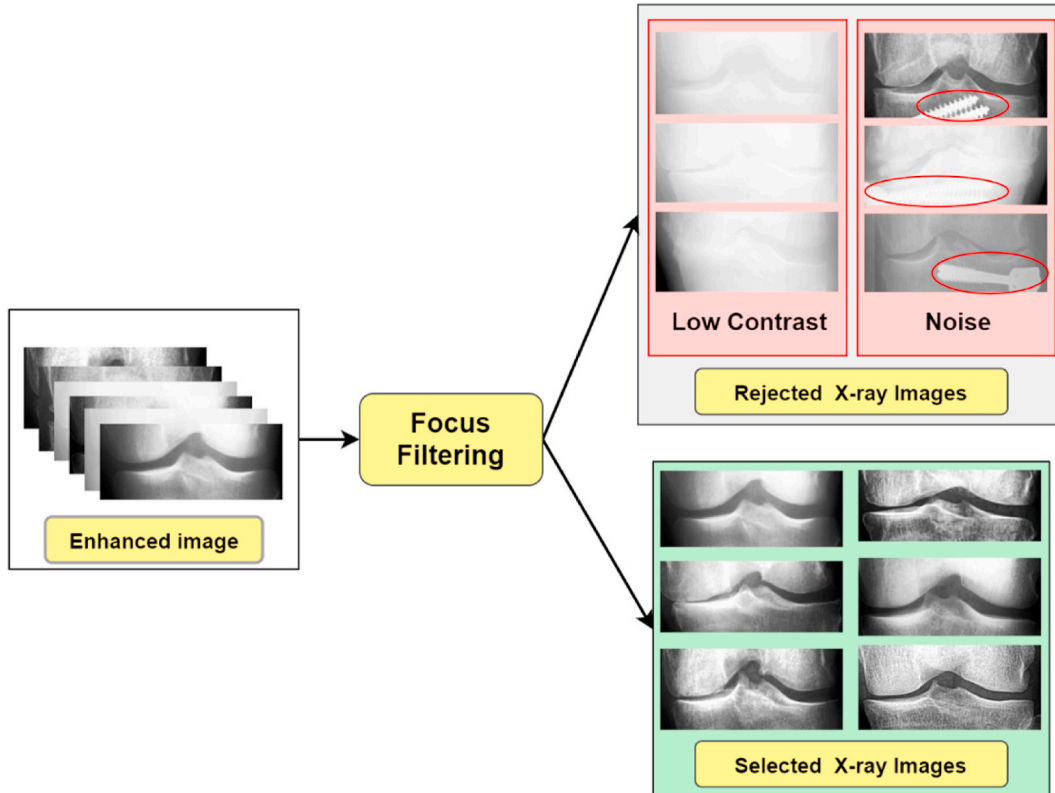 Low Contrast
Noise
Rejected X-ray Images
Enhanced image
Focus
Filtering
Selected X-ray Images